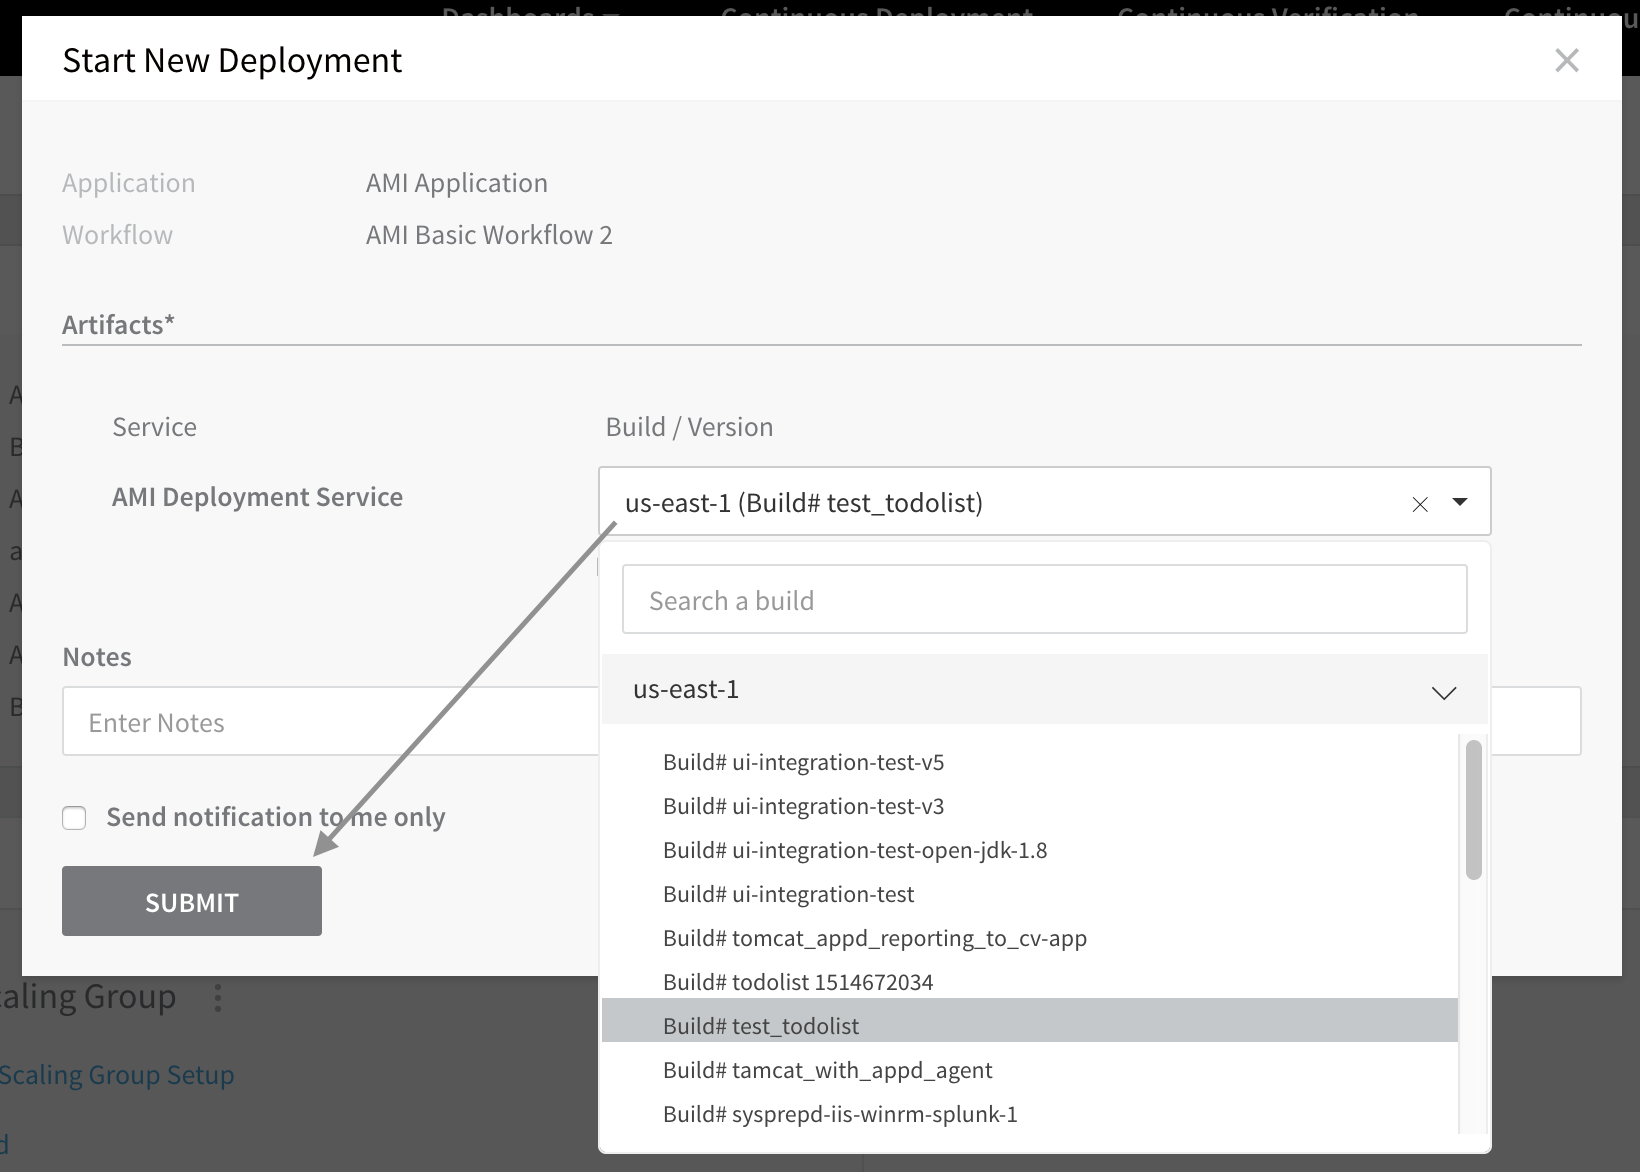 Dashboards
Continuous Deployment
Continuous Verification
Continuou
Start New Deployment
Application AMI Application
Workflow AMI Basic Workflow 2
Artifacts*
Service Build / Version
AMI Deployment Service us-east-1 (Build# test_todolist)
Search a build
us-east-1
Notes
Enter Notes
Build# ui-integration-test-v5
Build# ui-integration-test-v3
Build# ui-integration-test-open-jdk-1.8
Build# ui-integration-test
Build# tomcat_appd_reporting_to_cv-app
Build# todolist 1514672034
Build# test_todolist
Build# tamcat_with_appd_agent
Build# sysprepd-iis-winrm-splunk-1
Send notification to me only
SUBMIT
caling Group
Scaling Group Setup
A
B
A
a
A
A
B
d